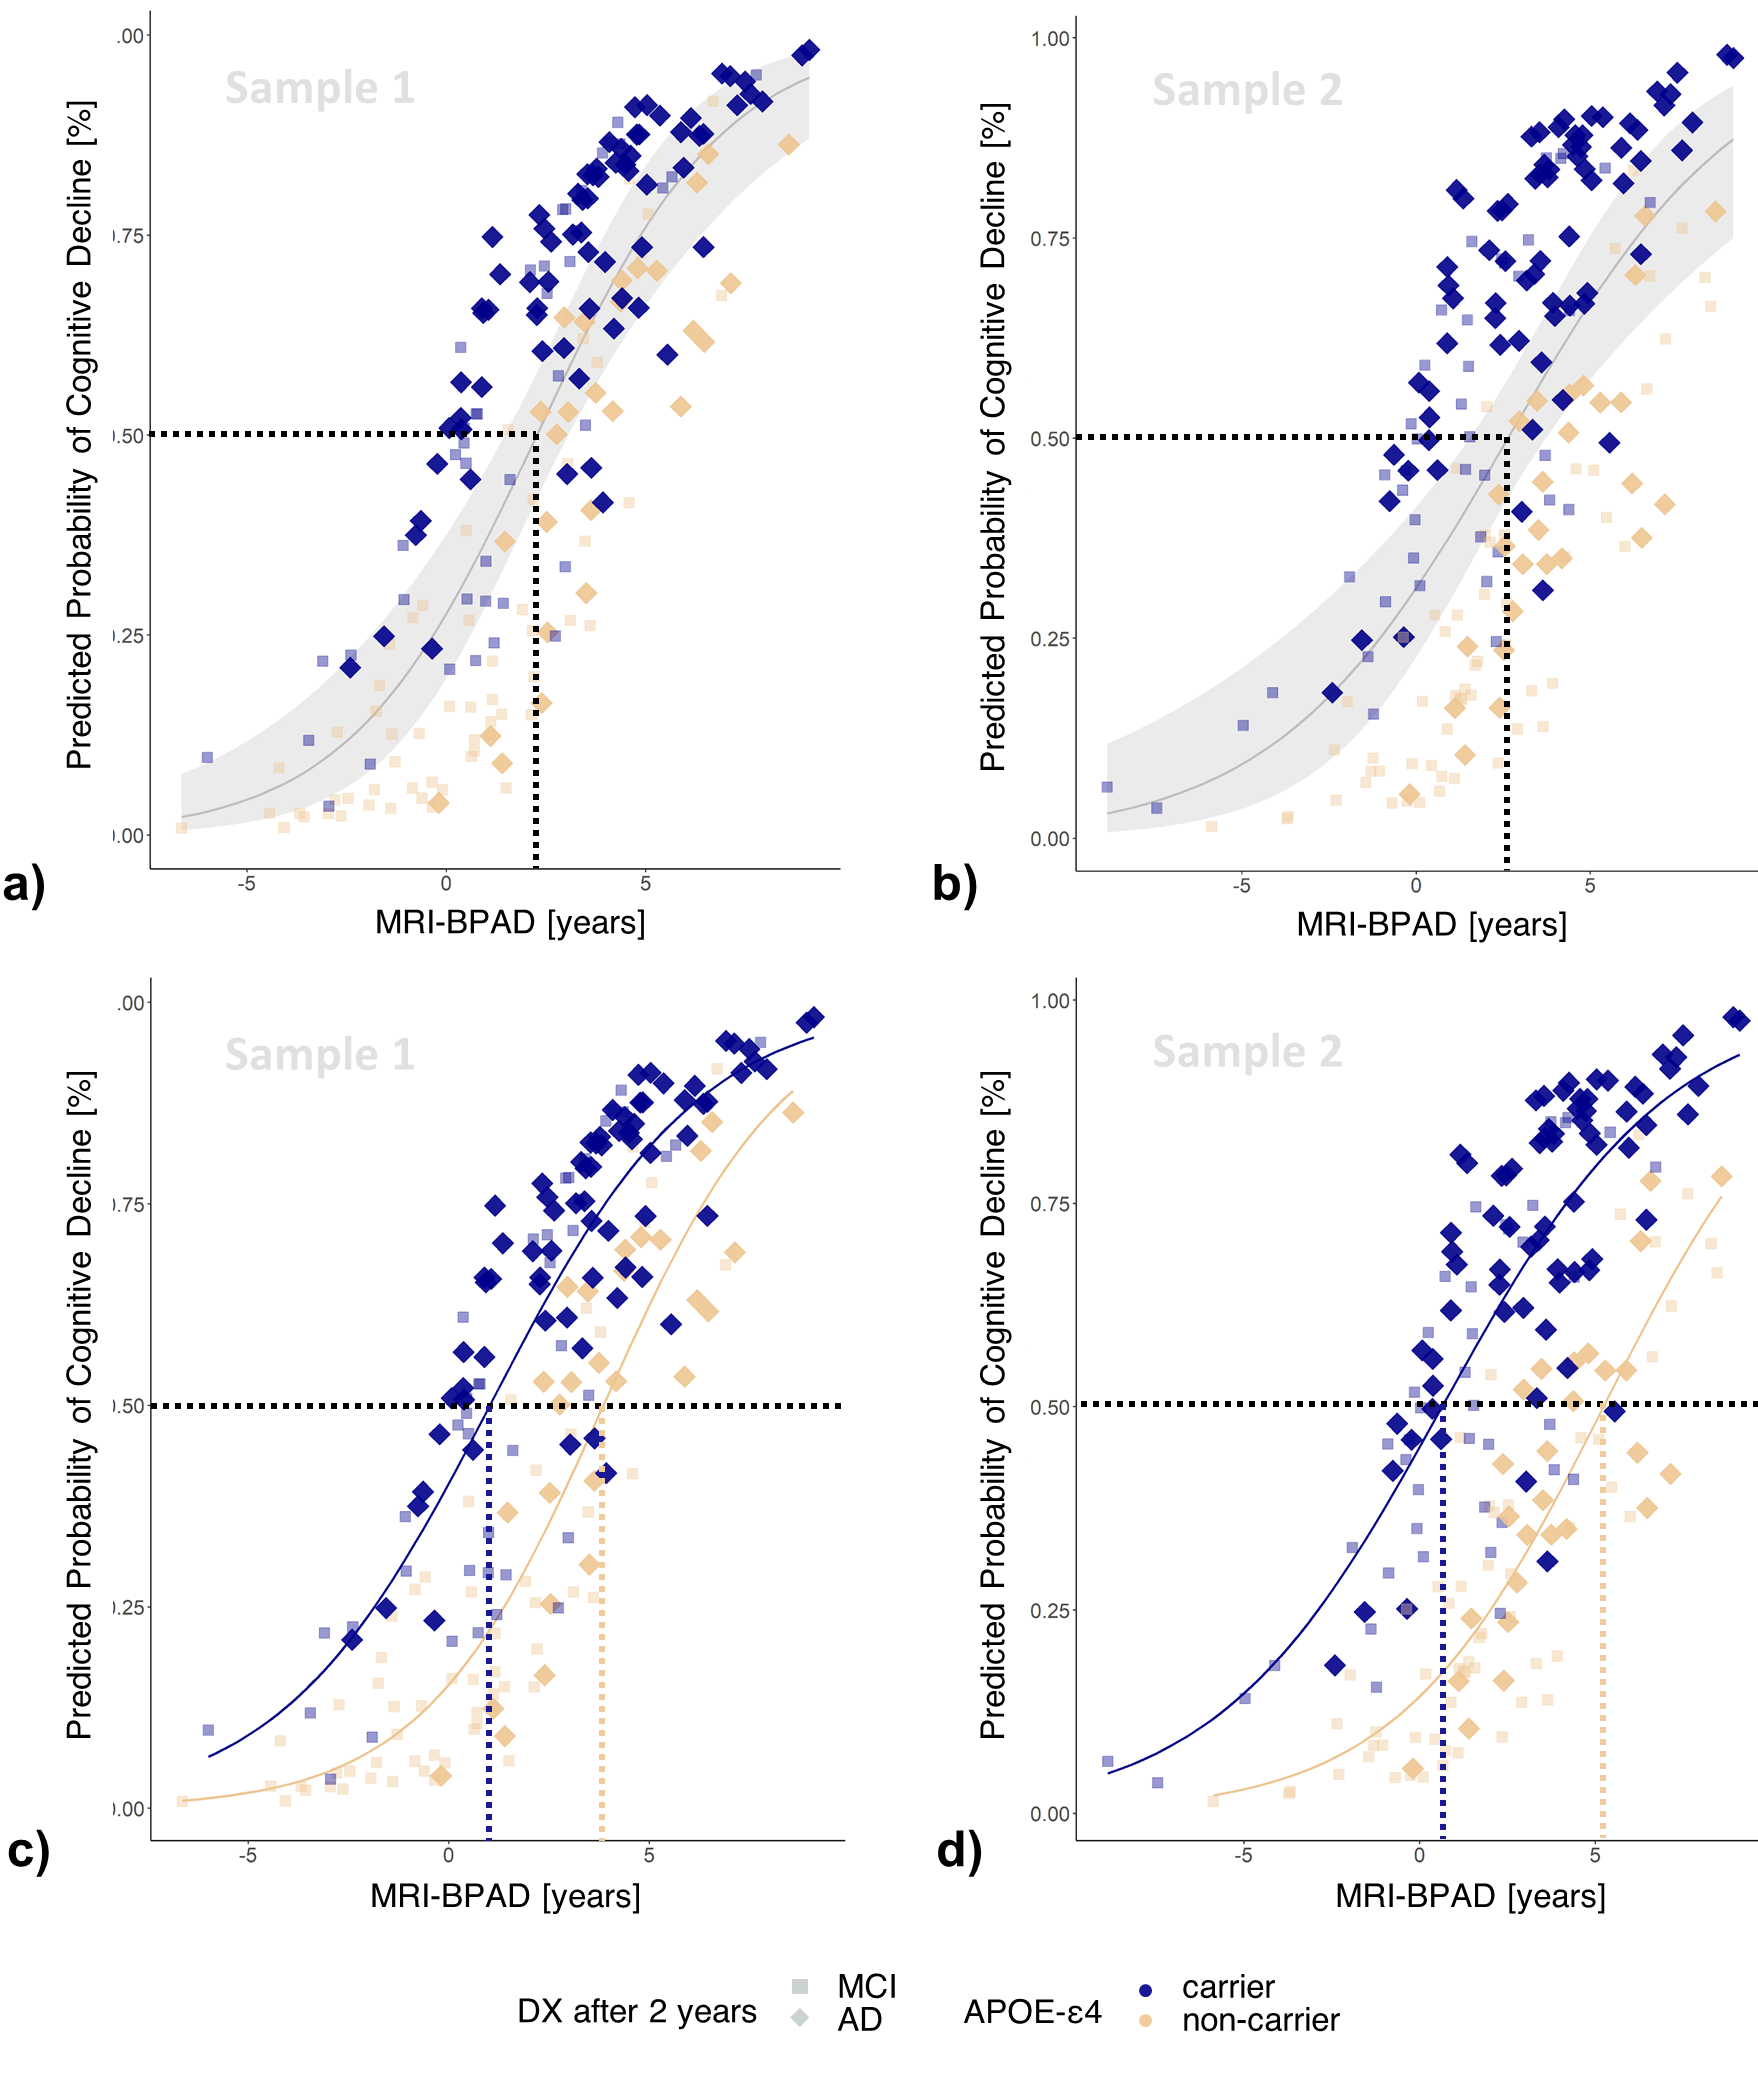 Sample 1
Predicted Probability of Cognitive Decline [%]
.00
).75
).50
).25
).00
-5 0 5
MRI-BPAD [years]
a)
Sample 2
Predicted Probability of Cognitive Decline [%]
1.00
0.75
0.50
0.25
0.00
-5 0 5
MRI-BPAD [years]
b)
Sample 1
Predicted Probability of Cognitive Decline [%]
.00
).75
).50
).25
).00
-5 0 5
MRI-BPAD [years]
c)
Sample 2
Predicted Probability of Cognitive Decline [%]
1.00
0.75
0.50
0.25
0.00
-5 0 5
MRI-BPAD [years]
d)
DX after 2 years
MCI
AD
APOE-ε4
carrier
non-carrier